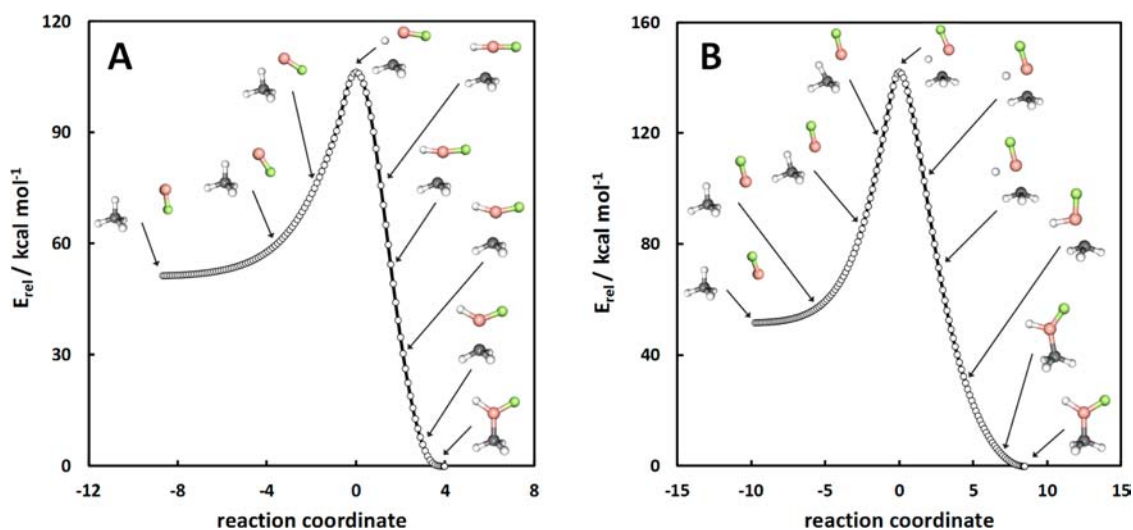 A
E_rel / kcal mol⁻¹
120
90
60
30
0
-12 -8 -4 0 4 8
reaction coordinate
B
E_rel / kcal mol⁻¹
160
120
80
40
0
-15 -10 -5 0 5 10 15
reaction coordinate